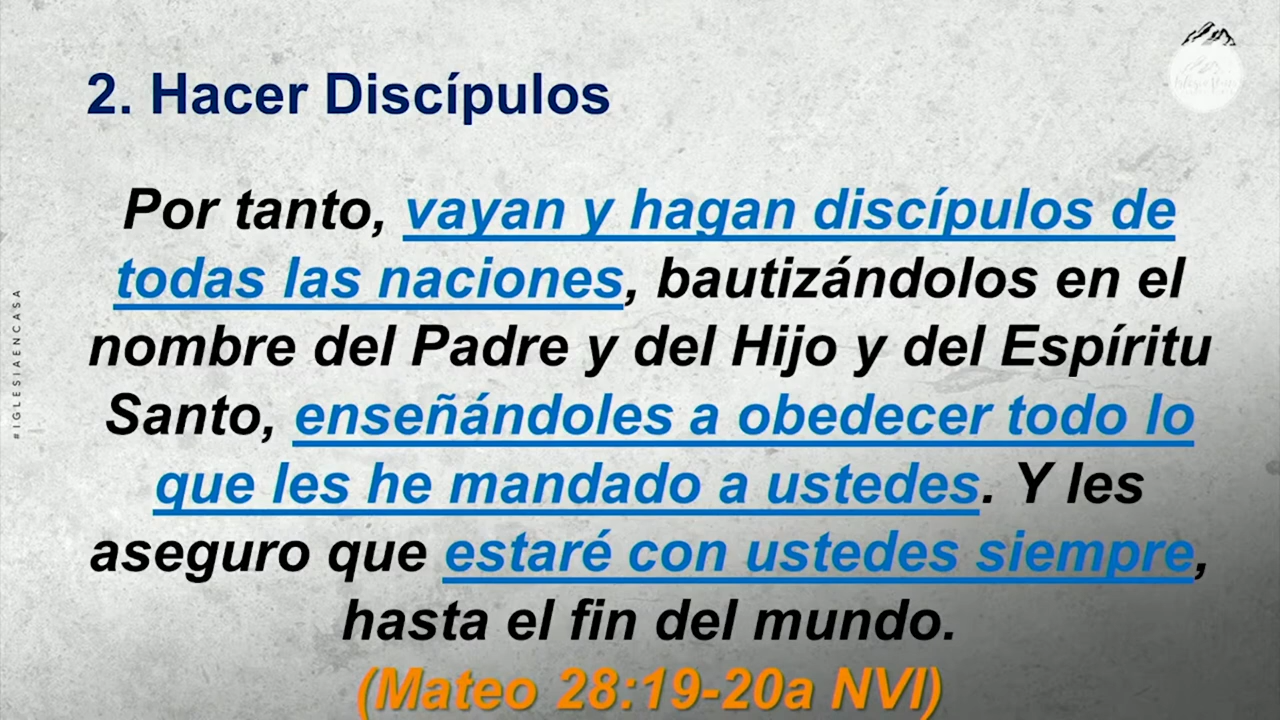 2. Hacer Discípulos
Por tanto, vayan y hagan discípulos de
todas las naciones, bautizándolos en el
nombre del Padre y del Hijo y del Espíritu
Santo, enseñándoles a obedecer todo lo
que les he mandado a ustedes. Y les
aseguro que estaré con ustedes siempre,
hasta el fin del mundo.
(Mateo 28:19-20a NVI)
#IGLESIAENCASA